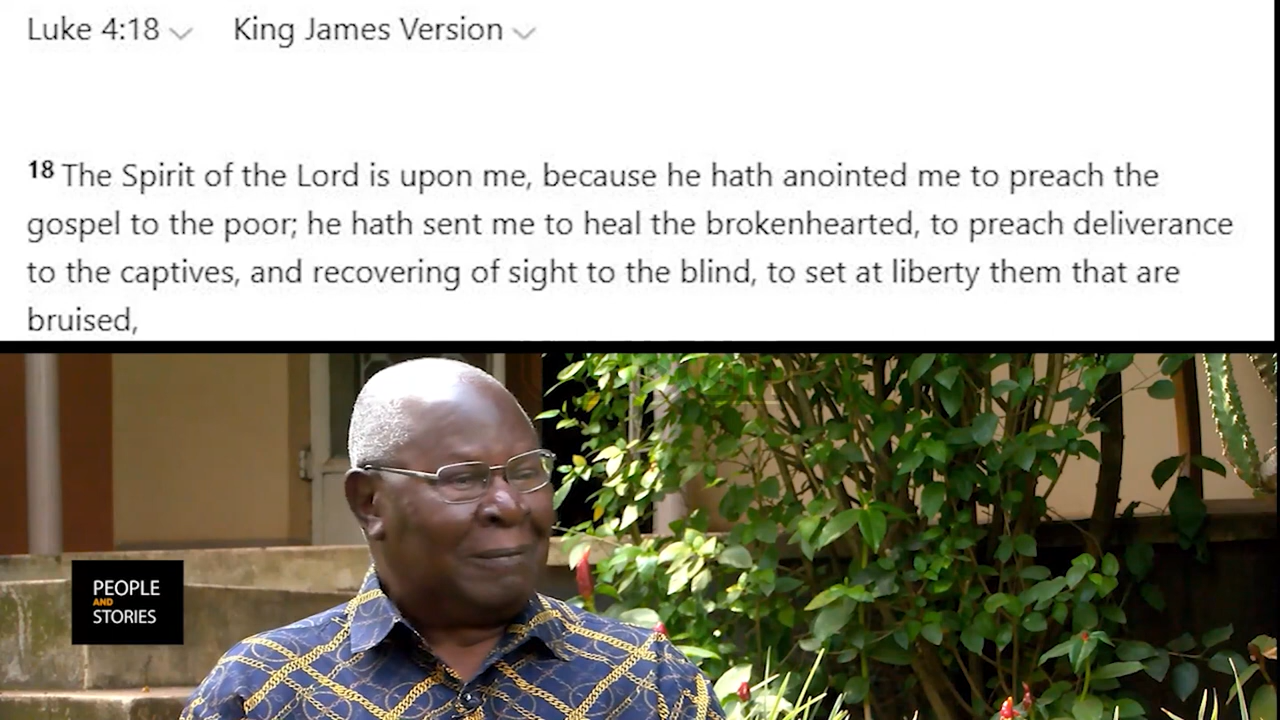 Luke 4:18 King James Version
18 The Spirit of the Lord is upon me, because he hath anointed me to preach the
gospel to the poor; he hath sent me to heal the brokenhearted, to preach deliverance
to the captives, and recovering of sight to the blind, to set at liberty them that are
bruised,
PEOPLE
AND
STORIES